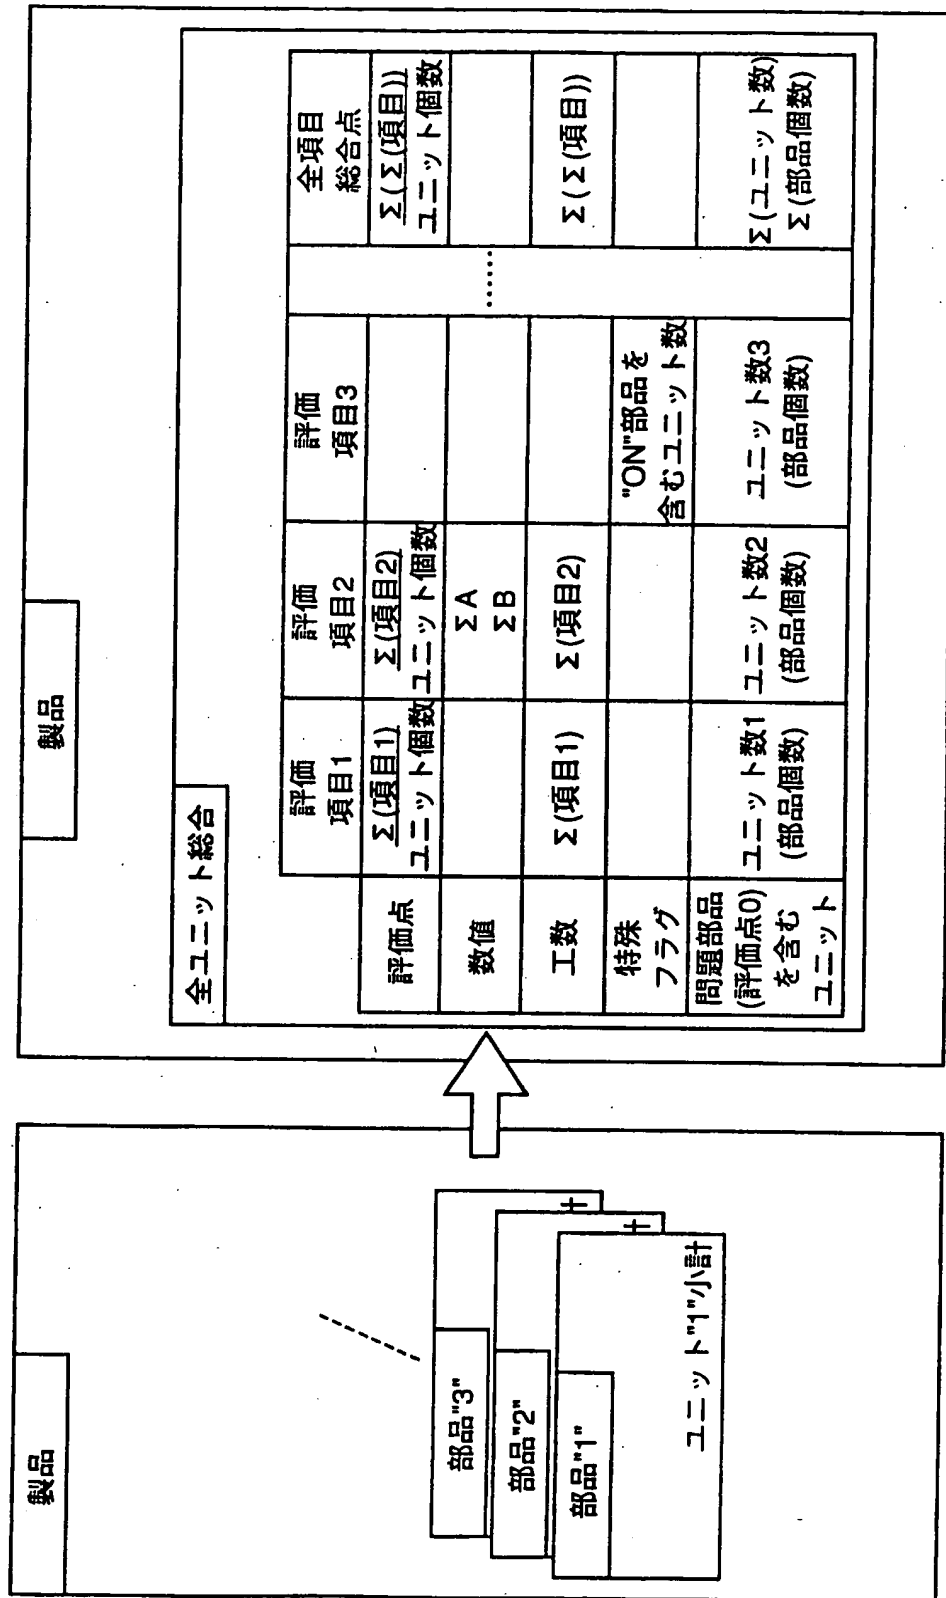 製品
部品"3"
部品"2"
部品"1"
計
計
ユニット"1"小計
製品
全ユニット総合
評価
項目1
評価
項目2
評価
項目3
全項目
総合点
評価点
Σ(項目1)
ユニット個数
Σ(項目2)
ユニット個数
Σ(Σ(項目))
ユニット個数
数値
ΣA
ΣB
……
工数
Σ(項目1)
Σ(項目2)
Σ(Σ(項目))
特殊
フラグ
"ON"部品を
含むユニット数
問題部品
(評価点0)
を含む
ユニット
ユニット数1
(部品個数)
ユニット数2
(部品個数)
ユニット数3
(部品個数)
Σ(ユニット数)
Σ(部品個数)